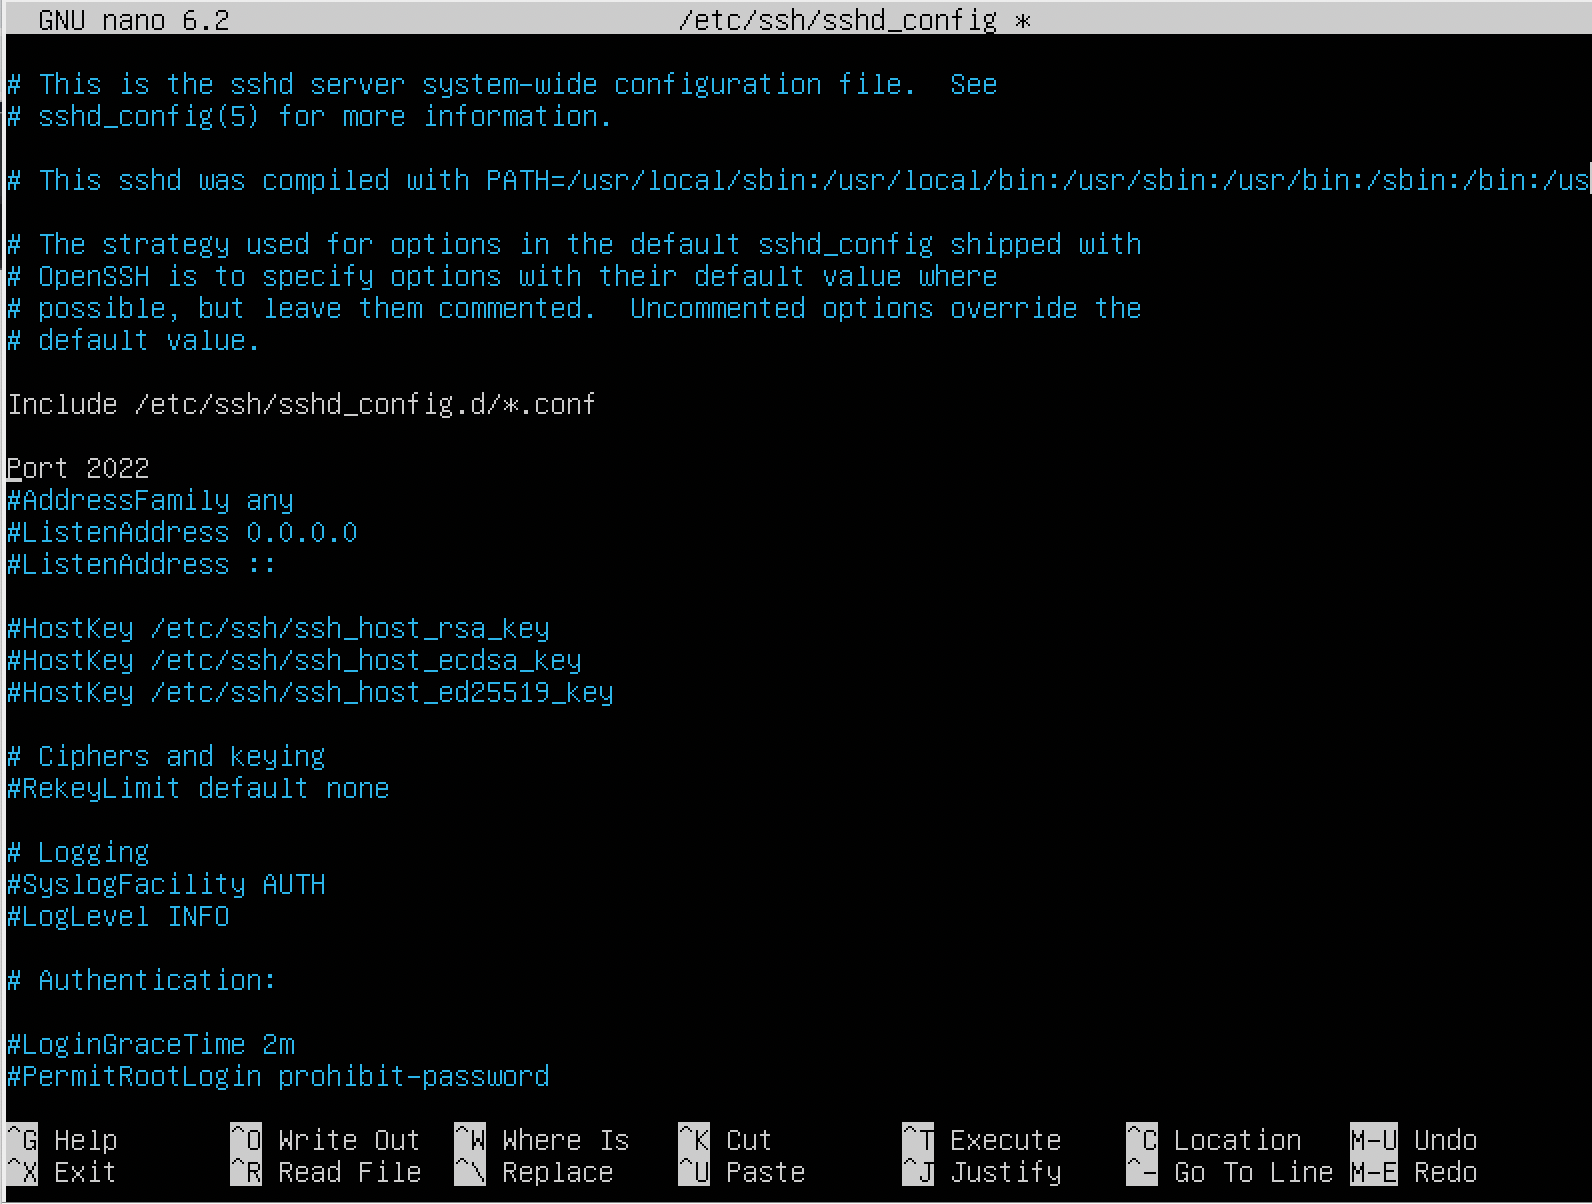 GNU nano 6.2 /etc/ssh/sshd_config *
# This is the sshd server system-wide configuration file.  See
# sshd_config(5) for more information.
# This sshd was compiled with PATH=/usr/local/sbin:/usr/local/bin:/usr/sbin:/usr/bin:/sbin:/bin:/us
# The strategy used for options in the default sshd_config shipped with
# OpenSSH is to specify options with their default value where
# possible, but leave them commented.  Uncommented options override the
# default value.
Include /etc/ssh/sshd_config.d/*.conf
Port 2022
#AddressFamily any
#ListenAddress 0.0.0.0
#ListenAddress ::
#HostKey /etc/ssh/ssh_host_rsa_key
#HostKey /etc/ssh/ssh_host_ecdsa_key
#HostKey /etc/ssh/ssh_host_ed25519_key
# Ciphers and keying
#RekeyLimit default none
# Logging
#SyslogFacility AUTH
#LogLevel INFO
# Authentication:
#LoginGraceTime 2m
#PermitRootLogin prohibit-password
^G Help ^O Write Out ^W Where Is ^K Cut ^T Execute ^C Location M-U Undo
^X Exit ^R Read File ^\ Replace ^U Paste ^J Justify ^- Go To Line M-E Redo